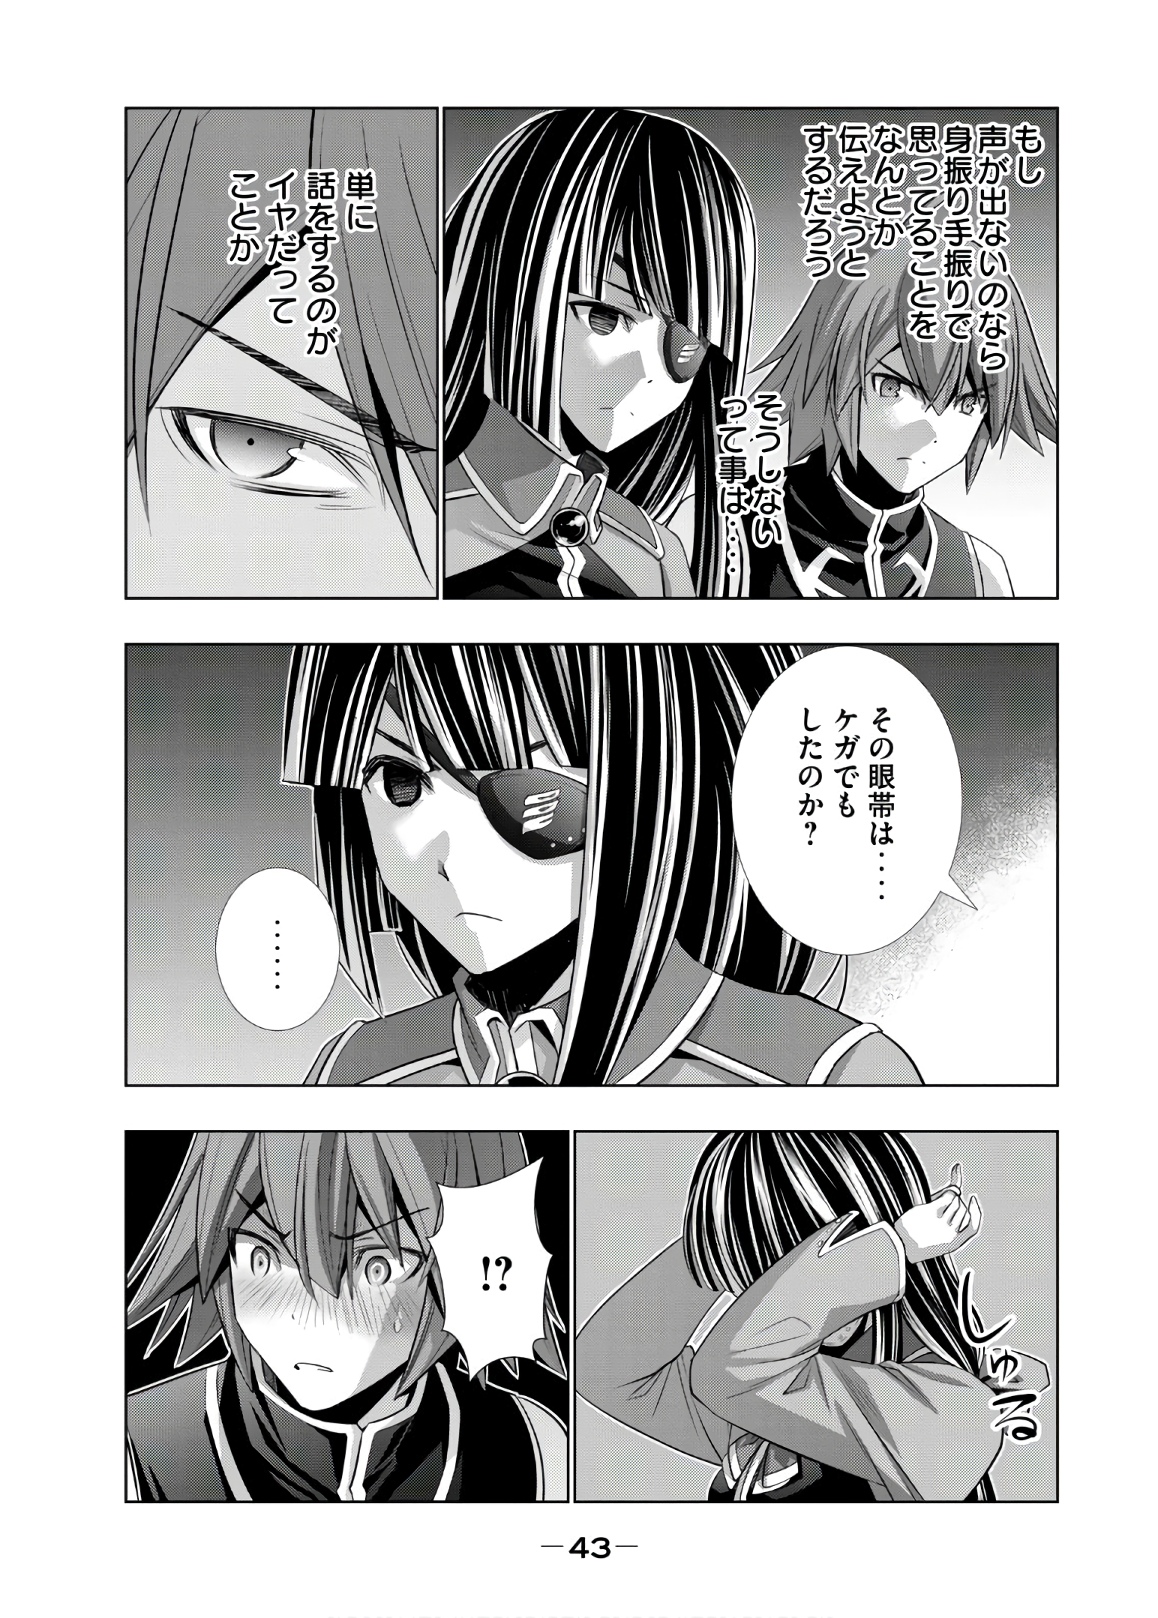 もし
声が出ないのなら
身振り手振りで
思ってることを
なんとか
伝えようと
するだろう
そうしない
って事は‥‥
単に
話をするのが
イヤだって
ことか
その眼帯は‥‥
ケガでも
したのか?
‥‥‥
しゅる
!?
—43—